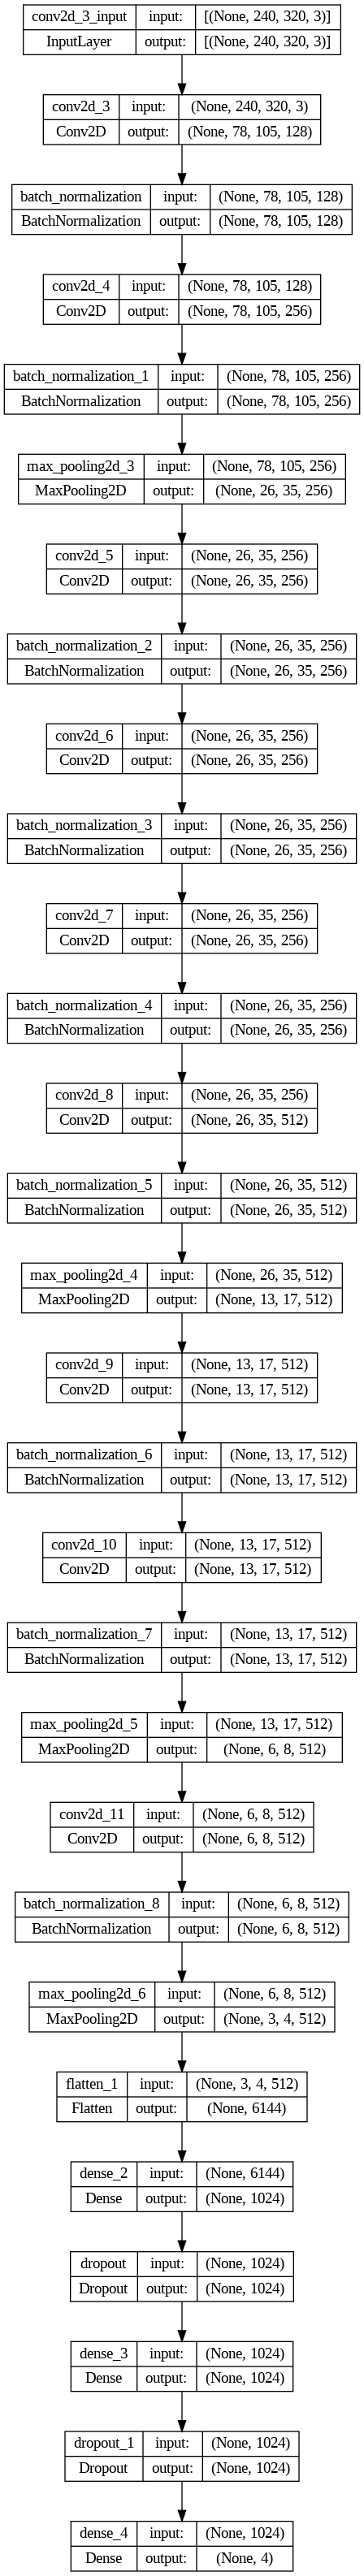 conv2d_3_input input: [(None, 240, 320, 3)]
InputLayer output: [(None, 240, 320, 3)]
conv2d_3 input: (None, 240, 320, 3)
Conv2D output: (None, 78, 105, 128)
batch_normalization input: (None, 78, 105, 128)
BatchNormalization output: (None, 78, 105, 128)
conv2d_4 input: (None, 78, 105, 128)
Conv2D output: (None, 78, 105, 256)
batch_normalization_1 input: (None, 78, 105, 256)
BatchNormalization output: (None, 78, 105, 256)
max_pooling2d_3 input: (None, 78, 105, 256)
MaxPooling2D output: (None, 26, 35, 256)
conv2d_5 input: (None, 26, 35, 256)
Conv2D output: (None, 26, 35, 256)
batch_normalization_2 input: (None, 26, 35, 256)
BatchNormalization output: (None, 26, 35, 256)
conv2d_6 input: (None, 26, 35, 256)
Conv2D output: (None, 26, 35, 256)
batch_normalization_3 input: (None, 26, 35, 256)
BatchNormalization output: (None, 26, 35, 256)
conv2d_7 input: (None, 26, 35, 256)
Conv2D output: (None, 26, 35, 256)
batch_normalization_4 input: (None, 26, 35, 256)
BatchNormalization output: (None, 26, 35, 256)
conv2d_8 input: (None, 26, 35, 256)
Conv2D output: (None, 26, 35, 512)
batch_normalization_5 input: (None, 26, 35, 512)
BatchNormalization output: (None, 26, 35, 512)
max_pooling2d_4 input: (None, 26, 35, 512)
MaxPooling2D output: (None, 13, 17, 512)
conv2d_9 input: (None, 13, 17, 512)
Conv2D output: (None, 13, 17, 512)
batch_normalization_6 input: (None, 13, 17, 512)
BatchNormalization output: (None, 13, 17, 512)
conv2d_10 input: (None, 13, 17, 512)
Conv2D output: (None, 13, 17, 512)
batch_normalization_7 input: (None, 13, 17, 512)
BatchNormalization output: (None, 13, 17, 512)
max_pooling2d_5 input: (None, 13, 17, 512)
MaxPooling2D output: (None, 6, 8, 512)
conv2d_11 input: (None, 6, 8, 512)
Conv2D output: (None, 6, 8, 512)
batch_normalization_8 input: (None, 6, 8, 512)
BatchNormalization output: (None, 6, 8, 512)
max_pooling2d_6 input: (None, 6, 8, 512)
MaxPooling2D output: (None, 3, 4, 512)
flatten_1 input: (None, 3, 4, 512)
Flatten output: (None, 6144)
dense_2 input: (None, 6144)
Dense output: (None, 1024)
dropout input: (None, 1024)
Dropout output: (None, 1024)
dense_3 input: (None, 1024)
Dense output: (None, 1024)
dropout_1 input: (None, 1024)
Dropout output: (None, 1024)
dense_4 input: (None, 1024)
Dense output: (None, 4)